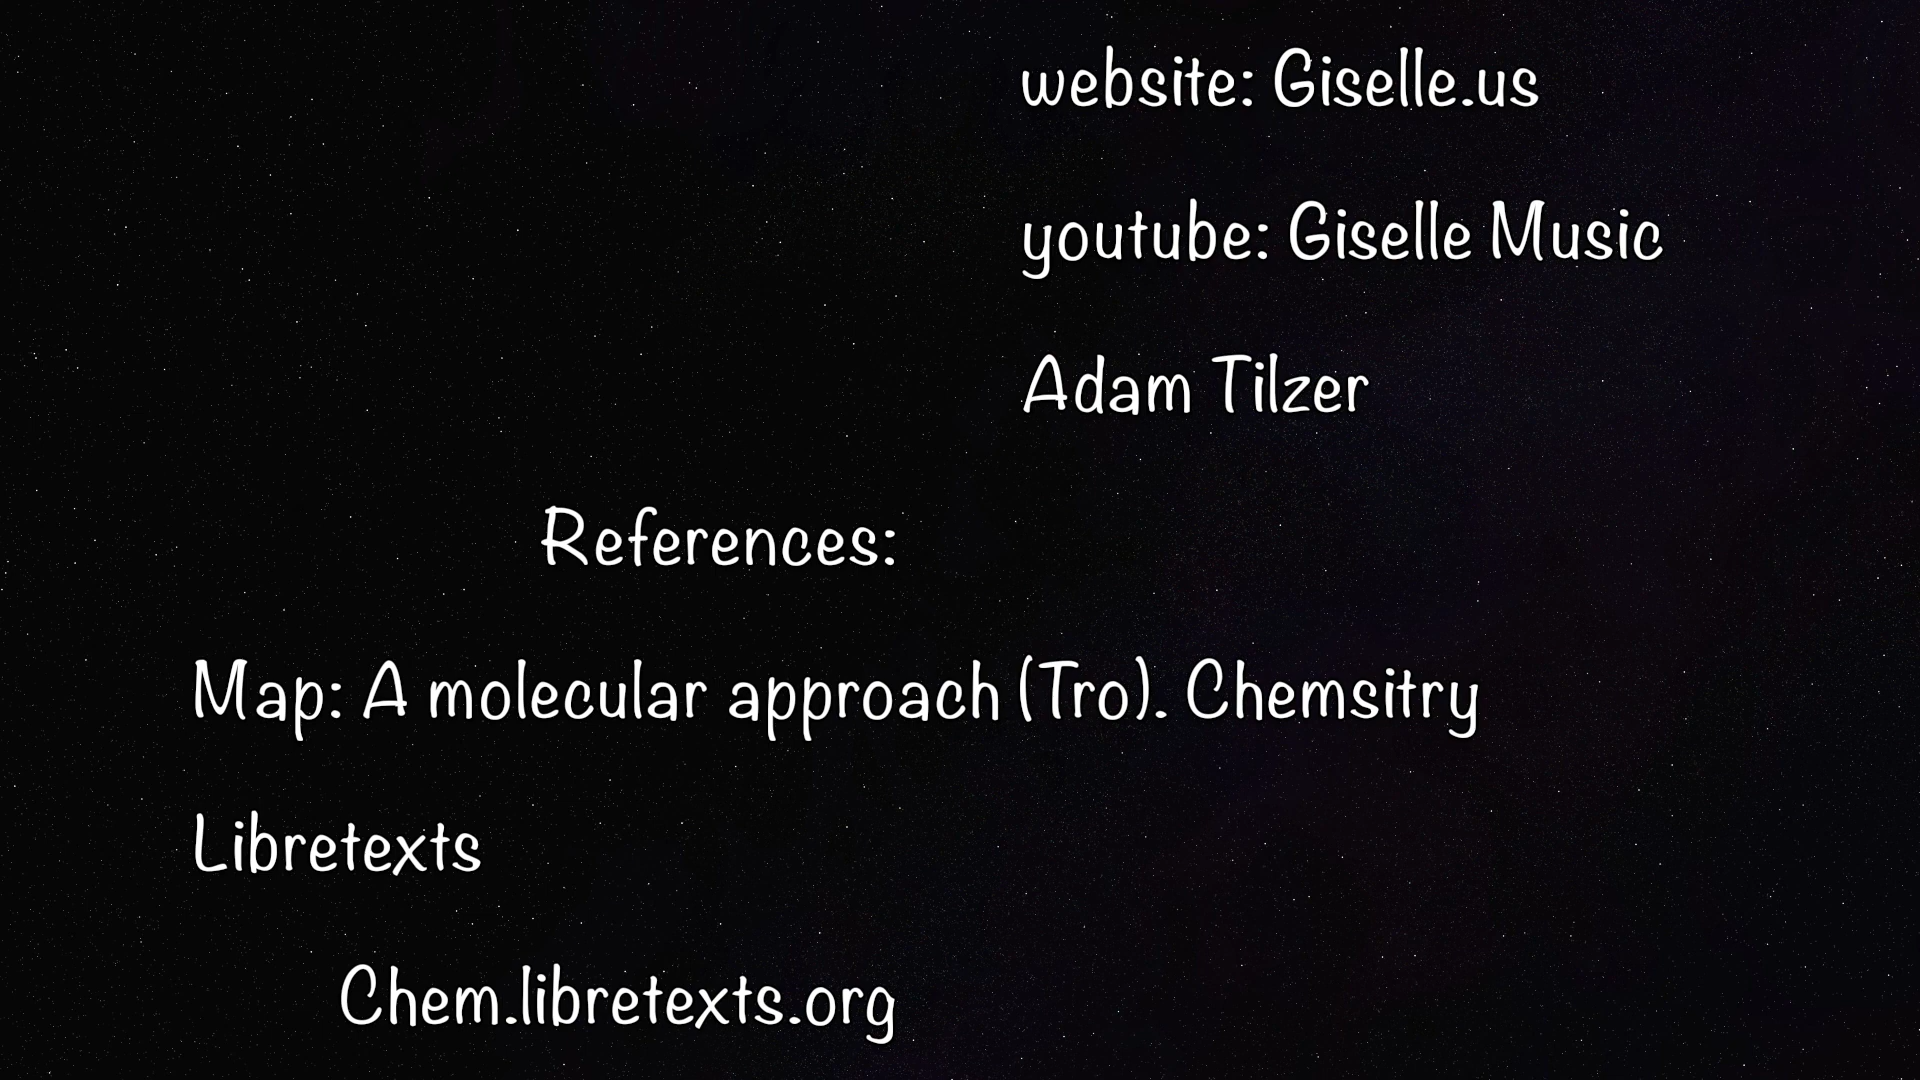 website: Giselle.us
youtube: Giselle Music
Adam Tilzer
References:
Map: A molecular approach (Tro). Chemsitry
Libretexts
Chem.libretexts.org